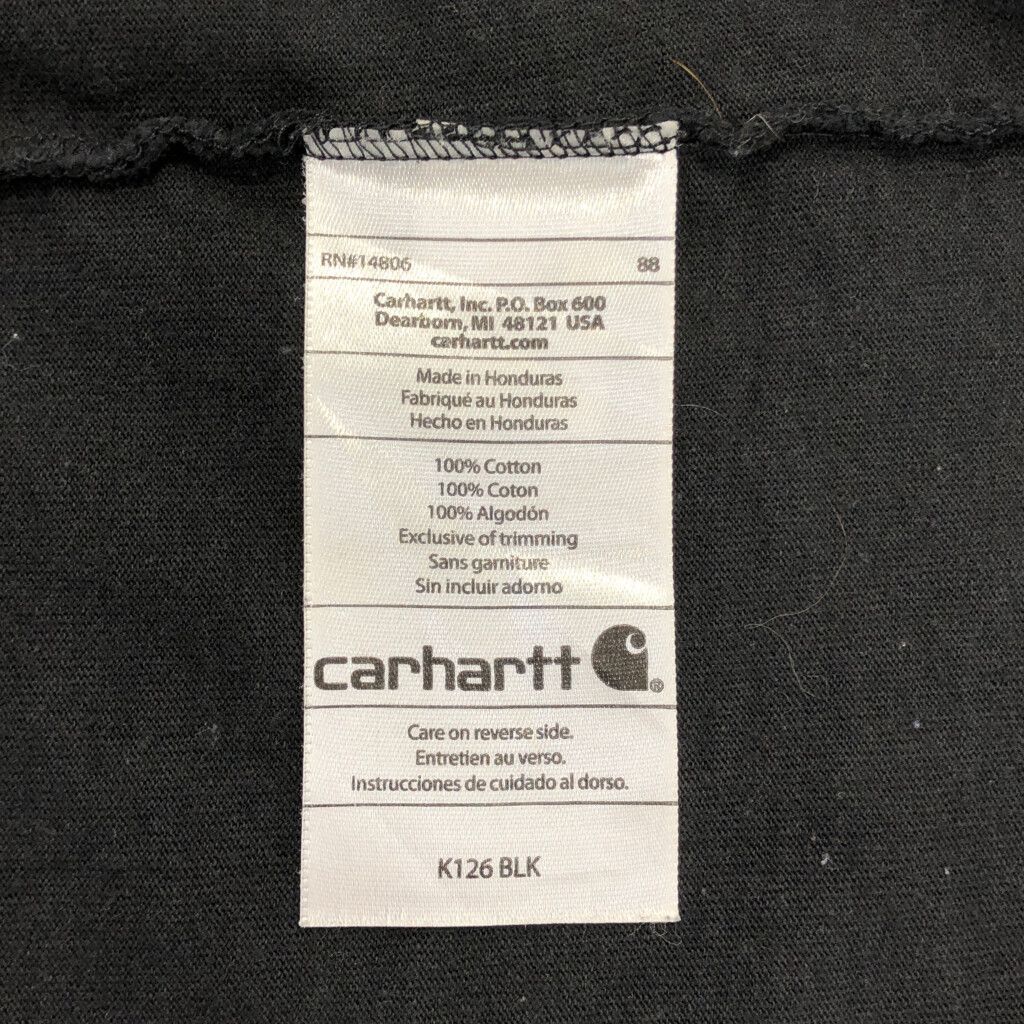 RN#14806 88
Carhartt, Inc. P.O. Box 600
Dearborn, MI 48121 USA
carhartt.com
Made in Honduras
Fabriqué au Honduras
Hecho en Honduras
100% Cotton
100% Coton
100% Algodón
Exclusive of trimming
Sans garniture
Sin incluir adorno
carhartt ®
Care on reverse side.
Entretien au verso.
Instrucciones de cuidado al dorso.
K126 BLK